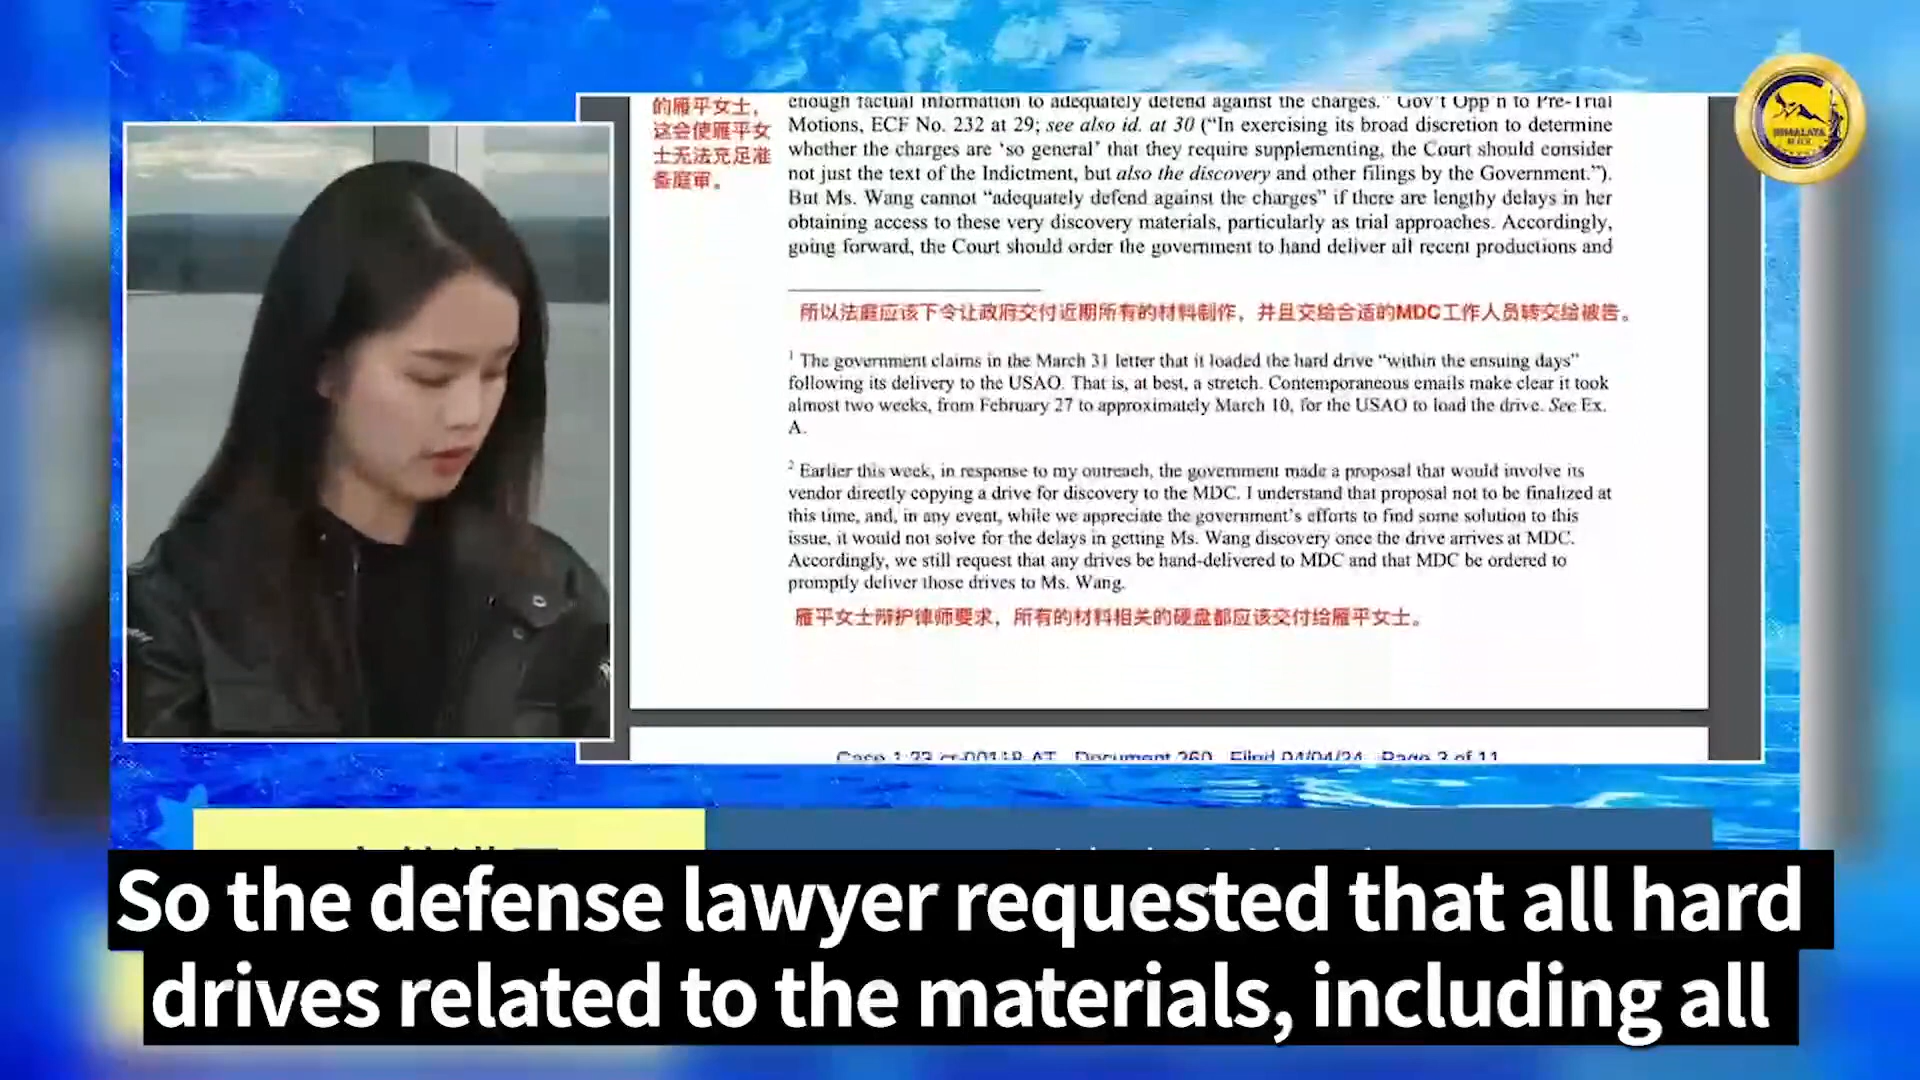 的雁平女士，
这会使雁平女
士无法充足准
备庭审。
enough factual information to adequately defend against the charges." Gov't Opp'n to Pre-Trial
Motions, ECF No. 232 at 29; see also id. at 30 ("In exercising its broad discretion to determine
whether the charges are 'so general' that they require supplementing, the Court should consider
not just the text of the Indictment, but also the discovery and other filings by the Government.").
But Ms. Wang cannot "adequately defend against the charges" if there are lengthy delays in her
obtaining access to these very discovery materials, particularly as trial approaches. Accordingly,
going forward, the Court should order the government to hand deliver all recent productions and
所以法庭应该下令让政府交付近期所有的材料制作，并且交给合适的MDC工作人员转交给被告。
1 The government claims in the March 31 letter that it loaded the hard drive "within the ensuing days"
following its delivery to the USAO. That is, at best, a stretch. Contemporaneous emails make clear it took
almost two weeks, from February 27 to approximately March 10, for the USAO to load the drive. See Ex.
A.
2 Earlier this week, in response to my outreach, the government made a proposal that would involve its
vendor directly copying a drive for discovery to the MDC. I understand that proposal not to be finalized at
this time, and, in any event, while we appreciate the government's efforts to find some solution to this
issue, it would not solve for the delays in getting Ms. Wang discovery once the drive arrives at MDC.
Accordingly, we still request that any drives be hand-delivered to MDC and that MDC be ordered to
promptly deliver those drives to Ms. Wang.
雁平女士辩护律师要求，所有的材料相关的硬盘都应该交付给雁平女士。
Case 1:23-cr-00118-AT Document 260 Filed 04/04/24 Page 3 of 11
HIMALAYA
So the defense lawyer requested that all hard
drives related to the materials, including all